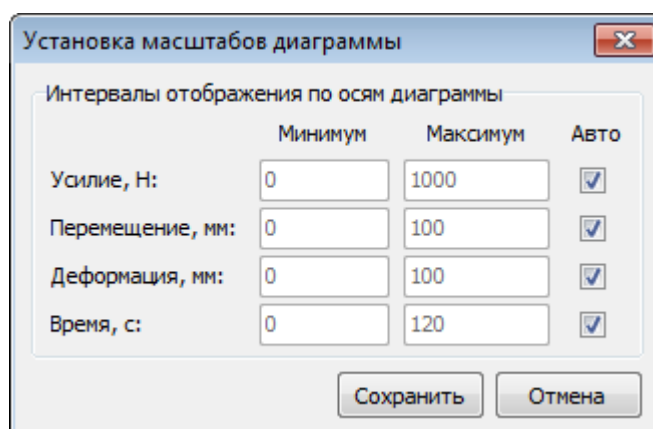 Установка масштабов диаграммы
Интервалы отображения по осям диаграммы
Минимум Максимум Авто
Усилие, Н: 0 1000
Перемещение, мм: 0 100
Деформация, мм: 0 100
Время, с: 0 120
Сохранить Отмена